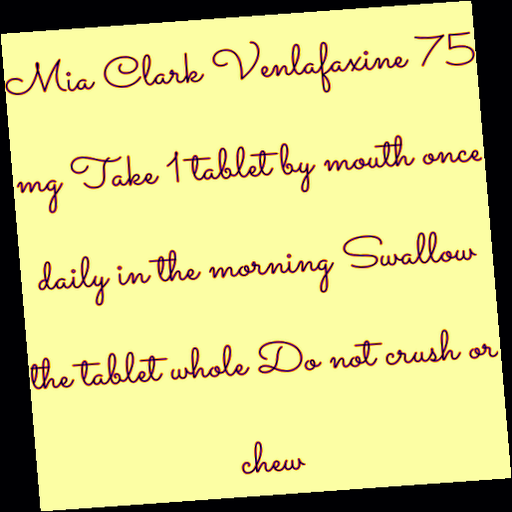 Mia Clark Venlafaxine 75
mg Take 1 tablet by mouth once
daily in the morning Swallow
the tablet whole Do not crush or
chew